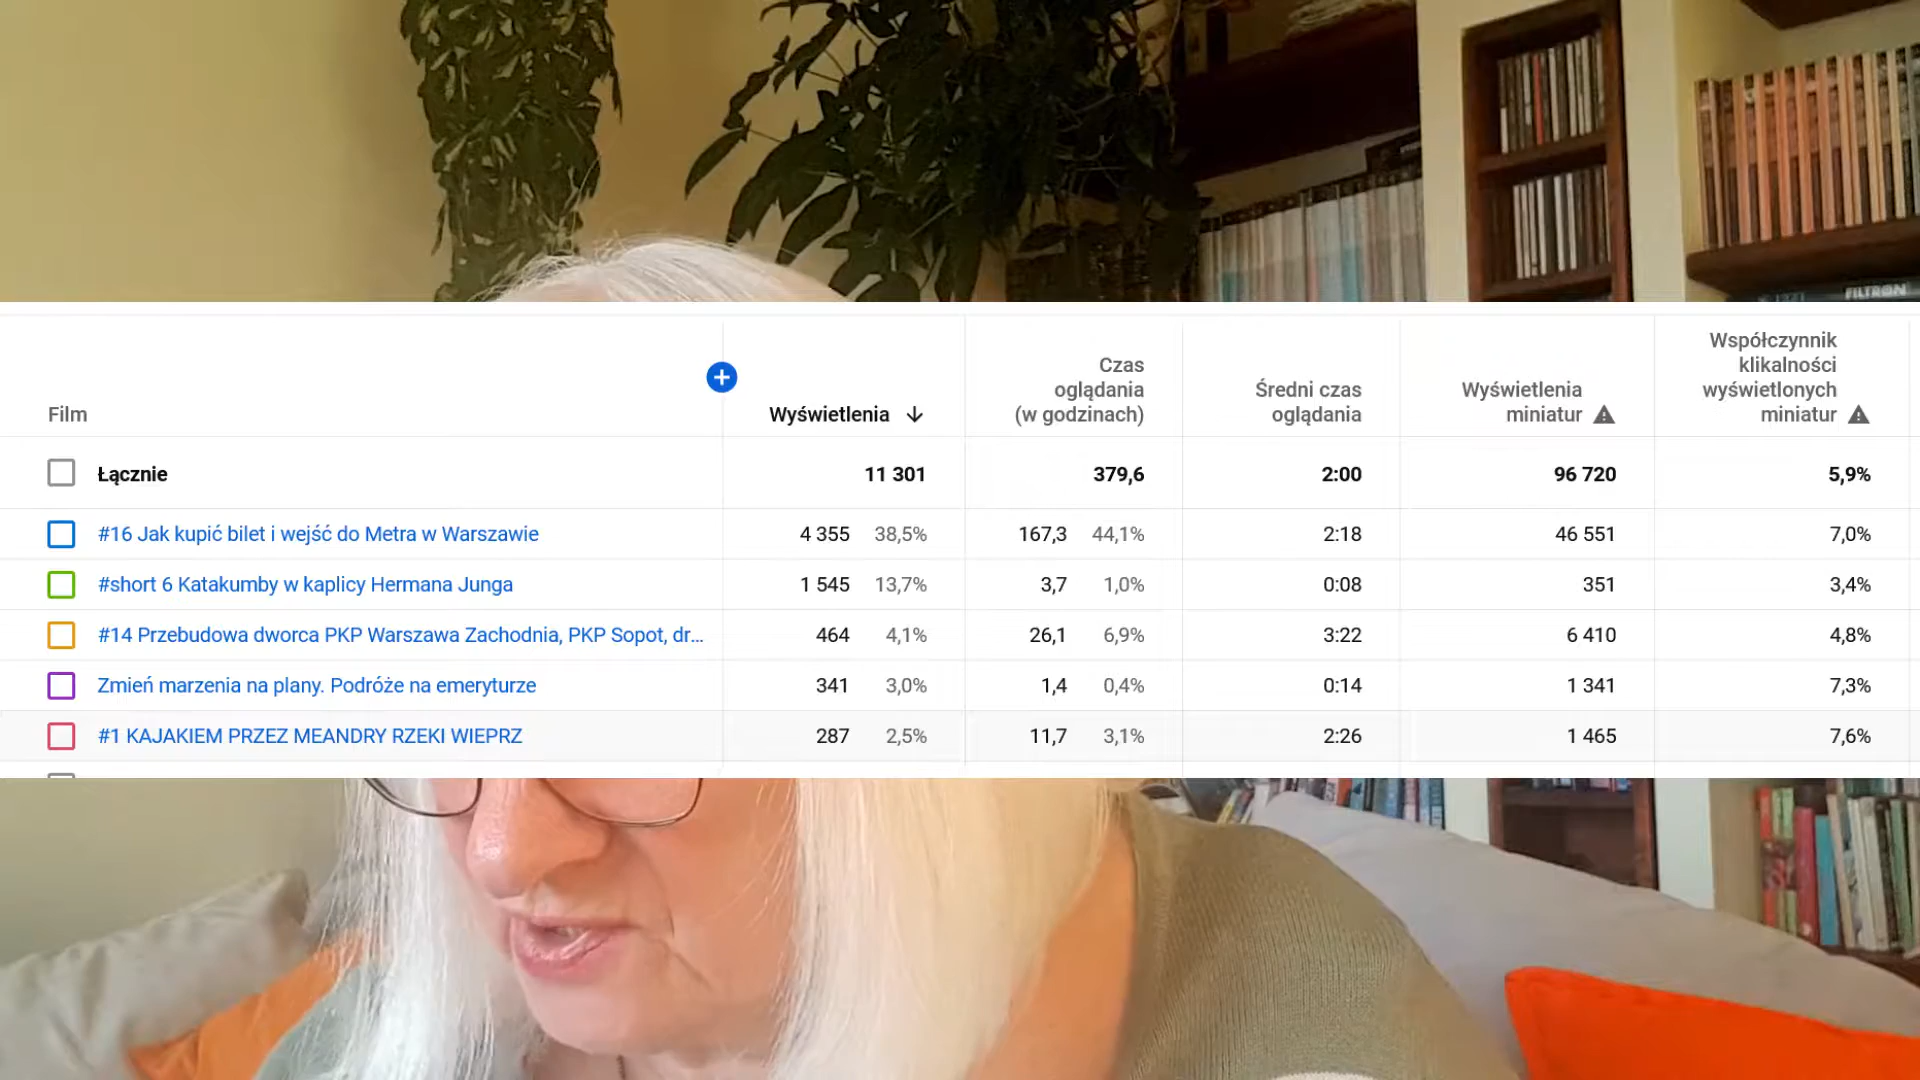 FILTRON
Film
Wyświetlenia
Czas oglądania (w godzinach)
Średni czas oglądania
Wyświetlenia miniatur
Współczynnik klikalności wyświetlonych miniatur
Łącznie 11 301 379,6 2:00 96 720 5,9%
#16 Jak kupić bilet i wejść do Metra w Warszawie 4 355 38,5% 167,3 44,1% 2:18 46 551 7,0%
#short 6 Katakumby w kaplicy Hermana Junga 1 545 13,7% 3,7 1,0% 0:08 351 3,4%
#14 Przebudowa dworca PKP Warszawa Zachodnia, PKP Sopot, dr... 464 4,1% 26,1 6,9% 3:22 6 410 4,8%
Zmień marzenia na plany. Podróże na emeryturze 341 3,0% 1,4 0,4% 0:14 1 341 7,3%
#1 KAJAKIEM PRZEZ MEANDRY RZEKI WIEPRZ 287 2,5% 11,7 3,1% 2:26 1 465 7,6%